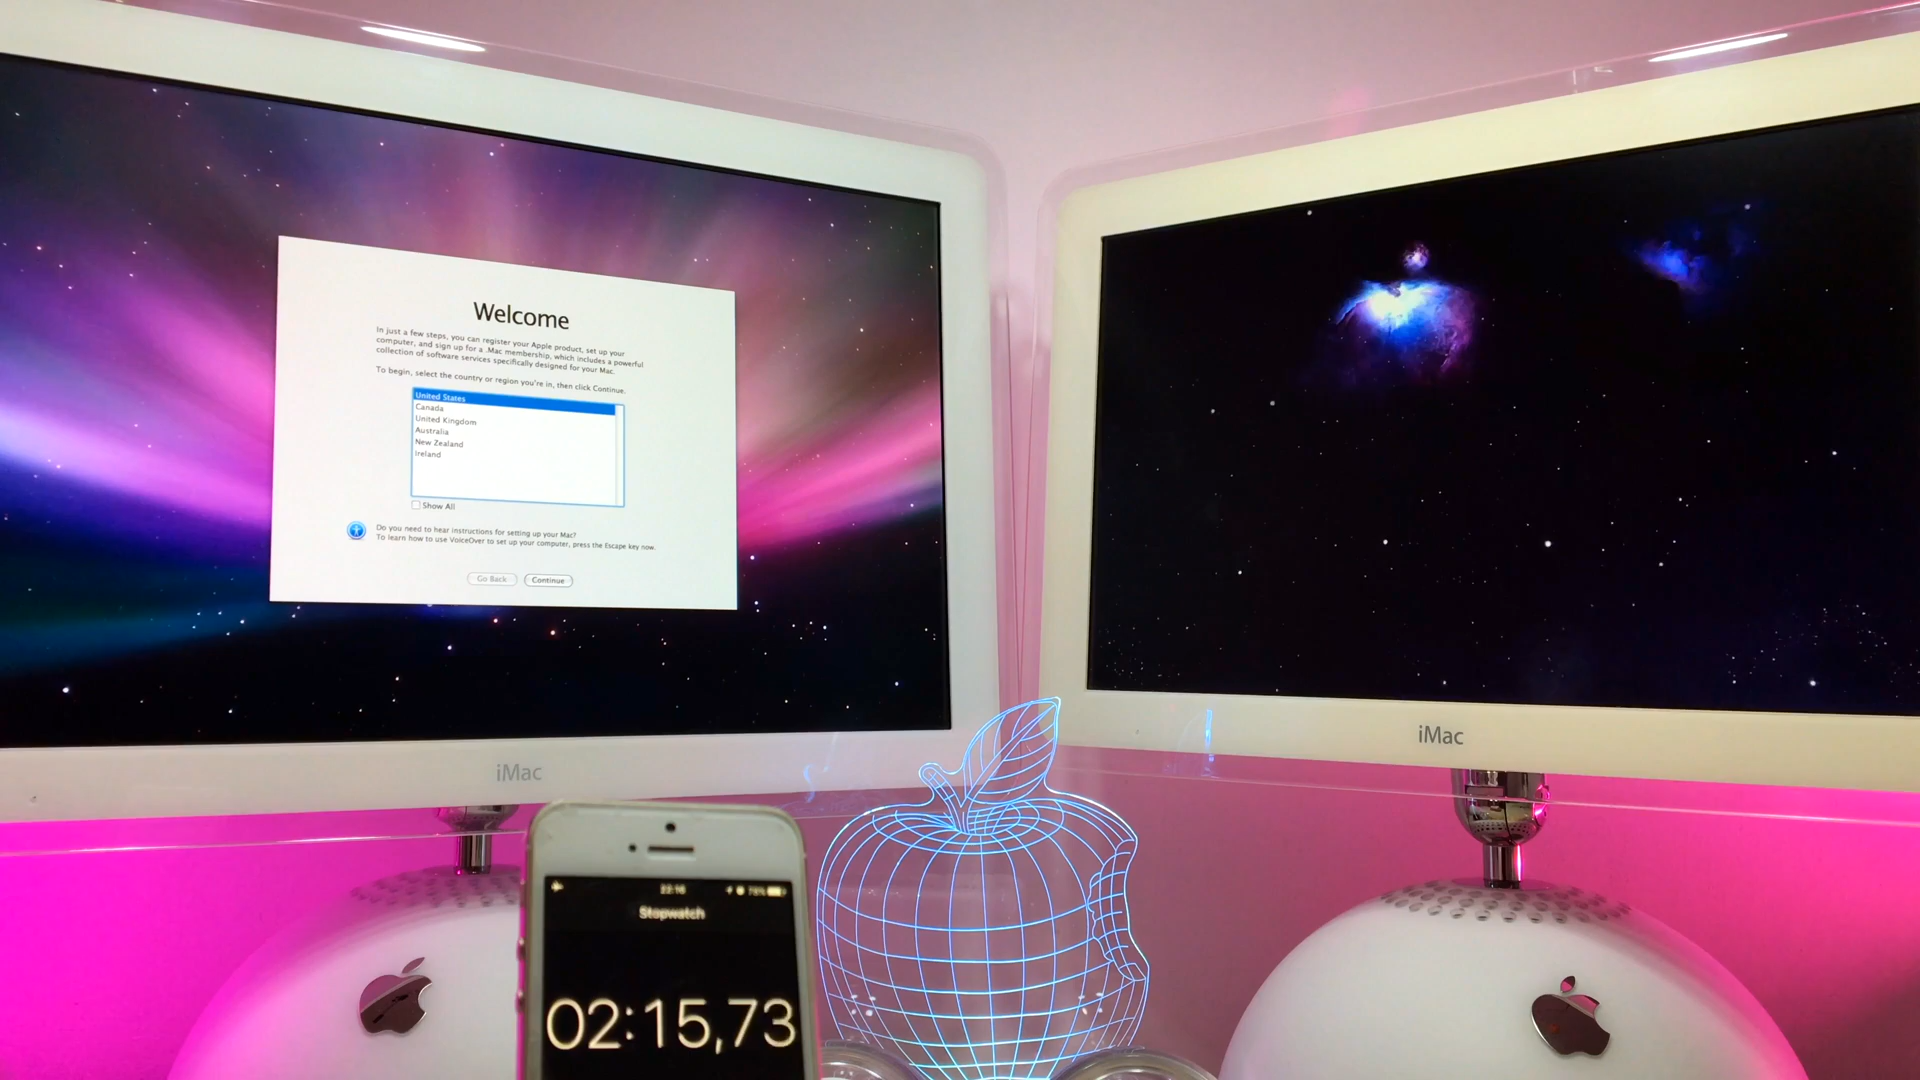 Welcome
In just a few steps, you can register your Apple product, set up your
computer, and sign up for a .Mac membership, which includes a powerful
collection of software services specifically designed for your Mac.
To begin, select the country or region you're in, then click Continue.
United States
Canada
United Kingdom
Australia
New Zealand
Ireland
Show All
Do you need to hear instructions for setting up your Mac?
To learn how to use VoiceOver to set up your computer, press the Escape key now.
Go Back
Continue
iMac
iMac
22:16
Stopwatch
02:15,73